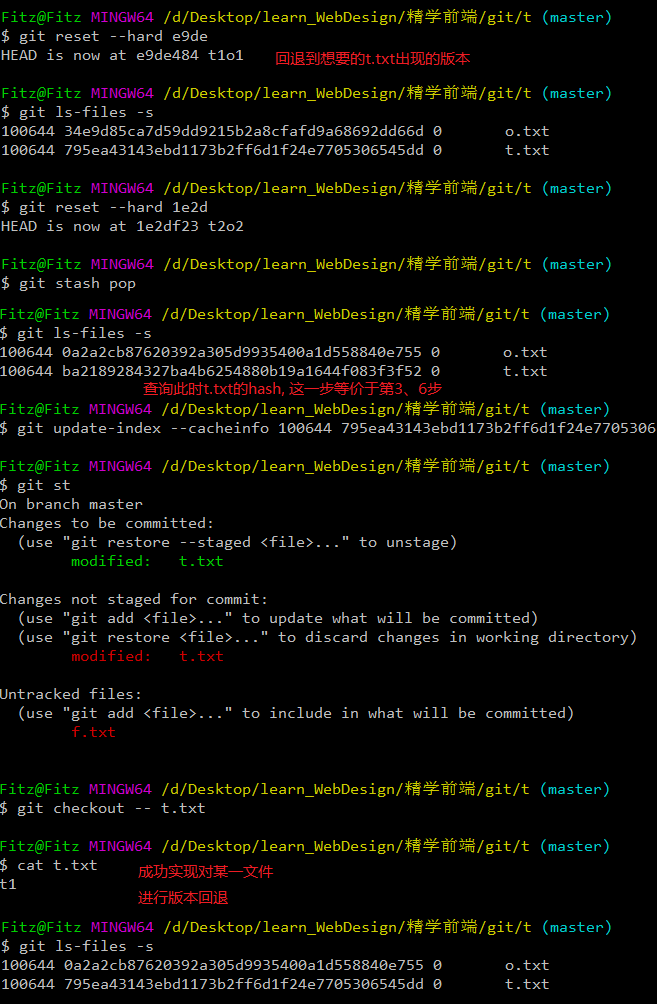 Fitz@Fitz MINGW64 /d/Desktop/learn_WebDesign/精学前端/git/t (master)
$ git reset --hard e9de
HEAD is now at e9de484 t1o1 回退到想要的t.txt出现的版本
Fitz@Fitz MINGW64 /d/Desktop/learn_WebDesign/精学前端/git/t (master)
$ git ls-files -s
100644 34e9d85ca7d59dd9215b2a8cfafd9a68692dd66d 0 o.txt
100644 795ea43143ebd1173b2ff6d1f24e7705306545dd 0 t.txt
Fitz@Fitz MINGW64 /d/Desktop/learn_WebDesign/精学前端/git/t (master)
$ git reset --hard 1e2d
HEAD is now at 1e2df23 t2o2
Fitz@Fitz MINGW64 /d/Desktop/learn_WebDesign/精学前端/git/t (master)
$ git stash pop
Fitz@Fitz MINGW64 /d/Desktop/learn_WebDesign/精学前端/git/t (master)
$ git ls-files -s
100644 0a2a2cb87620392a305d9935400a1d558840e755 0 o.txt
100644 ba2189284327ba4b6254880b19a1644f083f3f52 0 t.txt
查询此时t.txt的hash, 这一步等价于第3、6步
Fitz@Fitz MINGW64 /d/Desktop/learn_WebDesign/精学前端/git/t (master)
$ git update-index --cacheinfo 100644 795ea43143ebd1173b2ff6d1f24e7705306
Fitz@Fitz MINGW64 /d/Desktop/learn_WebDesign/精学前端/git/t (master)
$ git st
On branch master
Changes to be committed:
(use "git restore --staged <file>..." to unstage)
modified: t.txt
Changes not staged for commit:
(use "git add <file>..." to update what will be committed)
(use "git restore <file>..." to discard changes in working directory)
modified: t.txt
Untracked files:
(use "git add <file>..." to include in what will be committed)
f.txt
Fitz@Fitz MINGW64 /d/Desktop/learn_WebDesign/精学前端/git/t (master)
$ git checkout -- t.txt
Fitz@Fitz MINGW64 /d/Desktop/learn_WebDesign/精学前端/git/t (master)
$ cat t.txt 成功实现对某一文件
t1
进行版本回退
Fitz@Fitz MINGW64 /d/Desktop/learn_WebDesign/精学前端/git/t (master)
$ git ls-files -s
100644 0a2a2cb87620392a305d9935400a1d558840e755 0 o.txt
100644 795ea43143ebd1173b2ff6d1f24e7705306545dd 0 t.txt